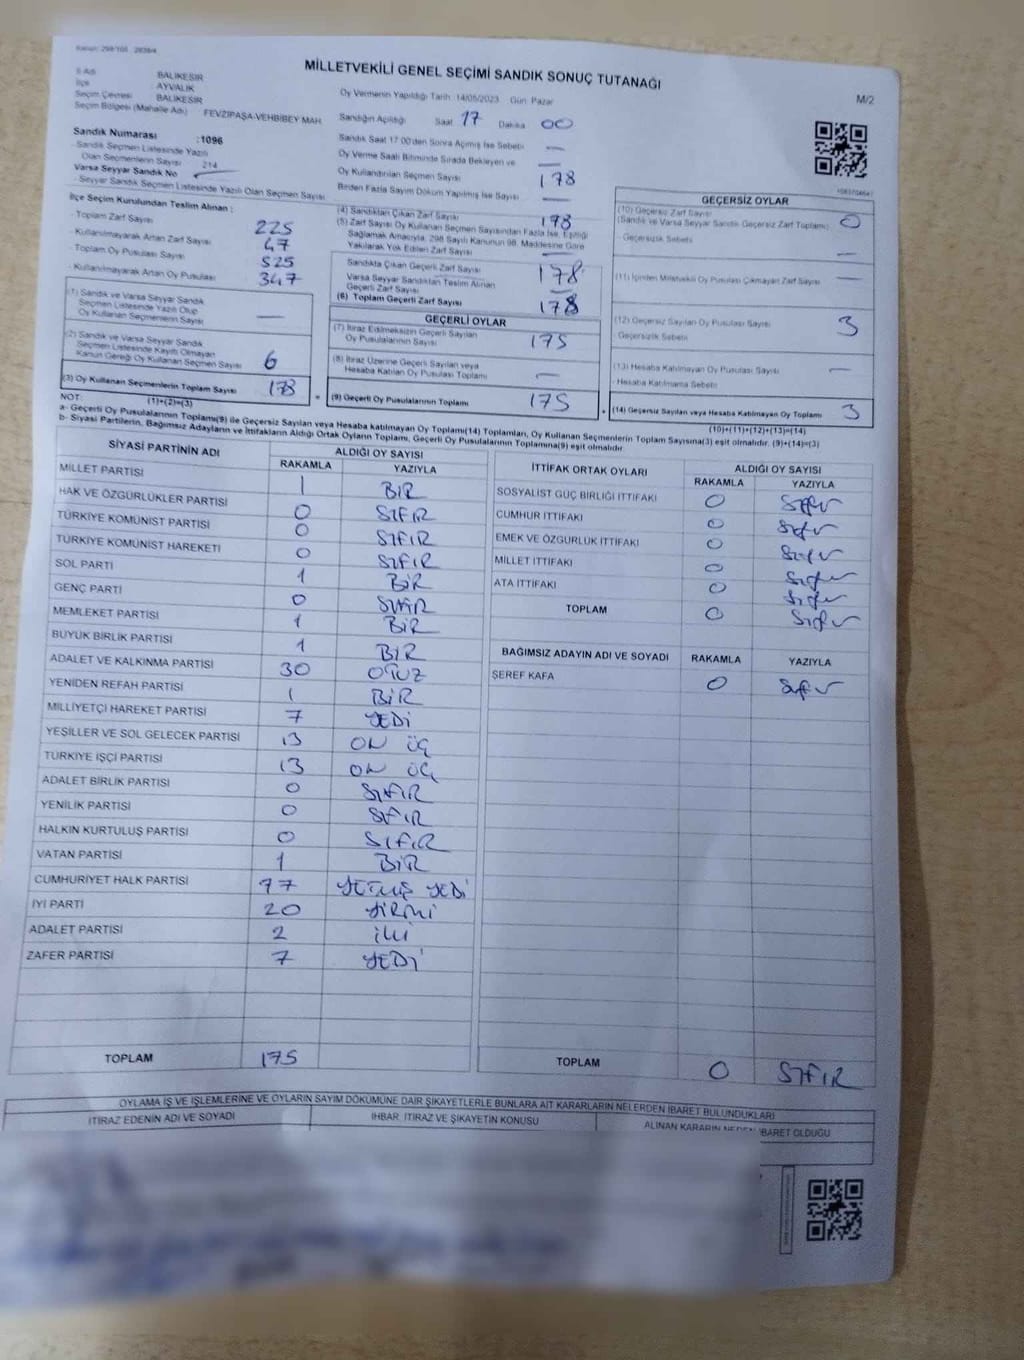 Kanun: 298/105 2839/4
MİLLETVEKİLİ GENEL SEÇİMİ SANDIK SONUÇ TUTANAĞI
M/2
İl Adı BALIKESİR
İlçe AYVALIK
Seçim Çevresi BALIKESİR
Seçim Bölgesi (Mahalle Adı) FEVZİPAŞA-VEHBİBEY MAH.
Oy Vermenin Yapıldığı Tarih :14/05/2023 Gün: Pazar
Sandığın Açıldığı Saat 17 Dakika 00
Sandık Numarası :1096
- Sandık Seçmen Listesinde Yazılı
Olan Seçmenlerin Sayısı 214
Varsa Seyyar Sandık No —
- Seyyar Sandık Seçmen Listesinde Yazılı Olan Seçmen Sayısı
Sandık Saat 17.00'den Sonra Açılmış İse Sebebi —
Oy Verme Saati Bitiminde Sırada Bekleyen ve —
Oy Kullandırılan Seçmen Sayısı 178
Birden Fazla Sayım Döküm Yapılmış İse Sayısı —
İlçe Seçim Kurulundan Teslim Alınan :
- Toplam Zarf Sayısı 225
- Kullanılmayarak Artan Zarf Sayısı 47
- Toplam Oy Pusulası Sayısı 525
- Kullanılmayarak Artan Oy Pusulası 347
(1) Sandık ve Varsa Seyyar Sandık
Seçmen Listesinde Yazılı Olup
Oy Kullanan Seçmenlerin Sayısı —
(2) Sandık ve Varsa Seyyar Sandık
Seçmen Listesinde Kayıtlı Olmayan
Kanun Gereği Oy Kullanan Seçmen Sayısı 6
(3) Oy Kullanan Seçmenlerin Toplam Sayısı 178
(1)+(2)=(3)
(4) Sandıktan Çıkan Zarf Sayısı 178
(5) Zarf Sayısı Oy Kullanan Seçmen Sayısından Fazla İse, Eşitliği
Sağlamak Amacıyla, 298 Sayılı Kanunun 98. Maddesine Göre
Yakılarak Yok Edilen Zarf Sayısı —
Sandıkta Çıkan Geçerli Zarf Sayısı 178
Varsa Seyyar Sandıktan Teslim Alınan
Geçerli Zarf Sayısı —
(6) Toplam Geçerli Zarf Sayısı 178
GEÇERLİ OYLAR
(7) İtiraz Edilmeksizin Geçerli Sayılan
Oy Pusulalarının Sayısı 175
(8) İtiraz Üzerine Geçerli Sayılan veya
Hesaba Katılan Oy Pusulası Toplamı —
(9) Geçerli Oy Pusulalarının Toplamı 175
GEÇERSİZ OYLAR
(10) Geçersiz Zarf Sayısı
(Sandık ve Varsa Seyyar Sandık Geçersiz Zarf Toplamı) 0
- Geçersizlik Sebebi —
(11) İçinden Milletvekili Oy Pusulası Çıkmayan Zarf Sayısı
(12) Geçersiz Sayılan Oy Pusulası Sayısı 3
- Geçersizlik Sebebi
(13) Hesaba Katılmayan Oy Pusulası Sayısı —
- Hesaba Katılmama Sebebi
(14) Geçersiz Sayılan veya Hesaba Katılmayan Oy Toplamı 3
(10)+(11)+(12)+(13)=(14)
NOT:
a- Geçerli Oy Pusulalarının Toplamı(9) ile Geçersiz Sayılan veya Hesaba katılmayan Oy Toplamı(14) Toplamları, Oy Kullanan Seçmenlerin Toplam Sayısına(3) eşit olmalıdır. (9)+(14)=(3)
b- Siyasi Partilerin, Bağımsız Adayların ve İttifakların Aldığı Ortak Oyların Toplamı, Geçerli Oy Pusulalarının Toplamına(9) eşit olmalıdır.
SİYASİ PARTİNİN ADI ALDIĞI OY SAYISI
RAKAMLA YAZIYLA
MİLLET PARTİSİ 1 BİR
HAK VE ÖZGÜRLÜKLER PARTİSİ 0 SIFIR
TÜRKİYE KOMÜNİST PARTİSİ 0 SIFIR
TÜRKİYE KOMÜNİST HAREKETİ 0 SIFIR
SOL PARTİ 1 BİR
GENÇ PARTİ 0 SIFIR
MEMLEKET PARTİSİ 1 BİR
BÜYÜK BİRLİK PARTİSİ 1 BİR
ADALET VE KALKINMA PARTİSİ 30 OTUZ
YENİDEN REFAH PARTİSİ 1 BİR
MİLLİYETÇİ HAREKET PARTİSİ 7 YEDİ
YEŞİLLER VE SOL GELECEK PARTİSİ 13 ON ÜÇ
TÜRKİYE İŞÇİ PARTİSİ 13 ON ÜÇ
ADALET BİRLİK PARTİSİ 0 SIFIR
YENİLİK PARTİSİ 0 SIFIR
HALKIN KURTULUŞ PARTİSİ 0 SIFIR
VATAN PARTİSİ 1 BİR
CUMHURİYET HALK PARTİSİ 77 YETMİŞ YEDİ
İYİ PARTİ 20 YİRMİ
ADALET PARTİSİ 2 İKİ
ZAFER PARTİSİ 7 YEDİ
TOPLAM 175
İTTİFAK ORTAK OYLARI ALDIĞI OY SAYISI
RAKAMLA YAZIYLA
SOSYALİST GÜÇ BİRLİĞİ İTTİFAKI 0 Sıfır
CUMHUR İTTİFAKI 0 Sıfır
EMEK VE ÖZGÜRLÜK İTTİFAKI 0 Sıfır
MİLLET İTTİFAKI 0 Sıfır
ATA İTTİFAKI 0 Sıfır
TOPLAM 0 Sıfır
BAĞIMSIZ ADAYIN ADI VE SOYADI RAKAMLA YAZIYLA
ŞEREF KAFA 0 Sıfır
TOPLAM 0 SIFIR
OYLAMA İŞ VE İŞLEMLERİNE VE OYLARIN SAYIM DÖKÜMÜNE DAİR ŞİKAYETLERLE BUNLARA AİT KARARLARIN NELERDEN İBARET BULUNDUKLARI
İTİRAZ EDENİN ADI VE SOYADI
İHBAR, İTİRAZ VE ŞİKAYETİN KONUSU
ALINAN KARARIN NEDEN İBARET OLDUĞU